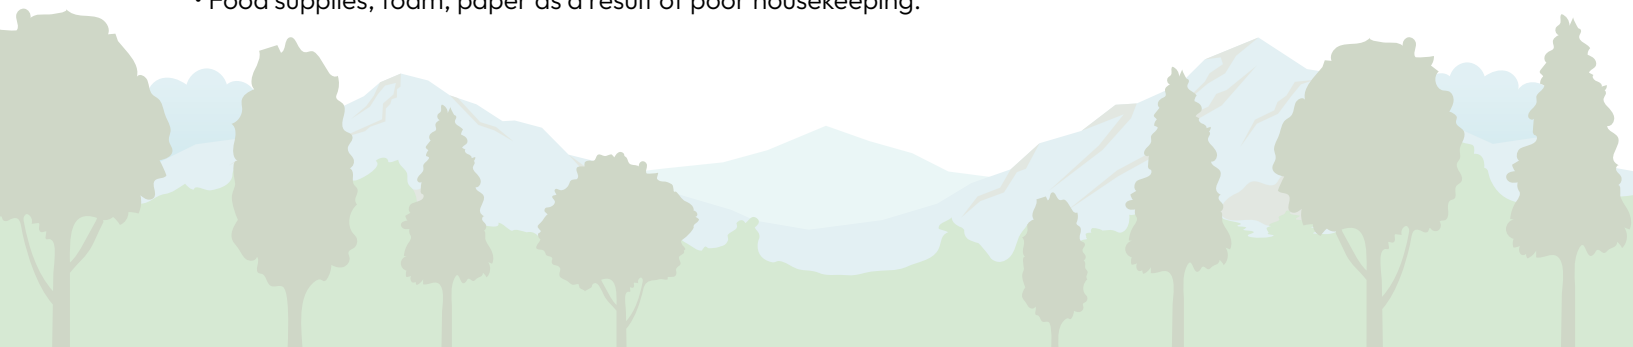 • Food supplies, foam, paper as a result of poor housekeeping.